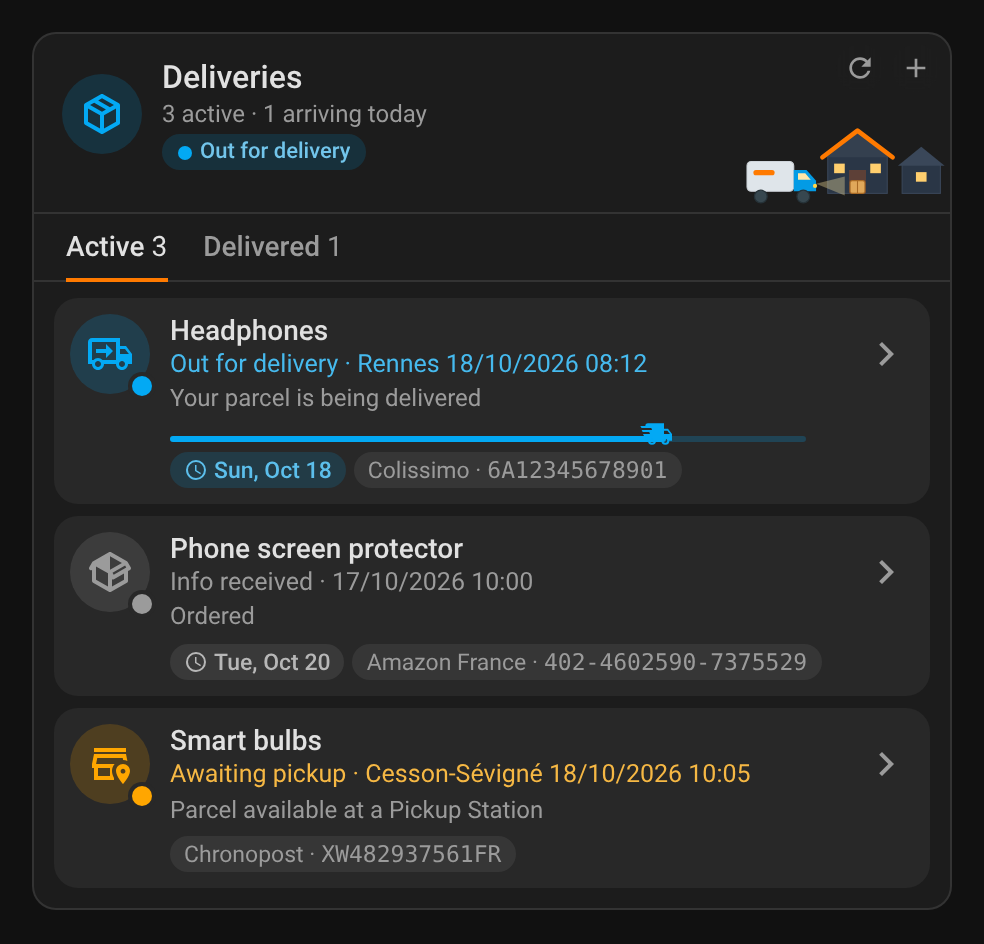 Deliveries
3 active · 1 arriving today
Out for delivery
Active 3
Delivered 1
Headphones
Out for delivery · Rennes 18/10/2026 08:12
Your parcel is being delivered
Sun, Oct 18
Colissimo · 6A12345678901
Phone screen protector
Info received · 17/10/2026 10:00
Ordered
Tue, Oct 20
Amazon France · 402-4602590-7375529
Smart bulbs
Awaiting pickup · Cesson-Sévigné 18/10/2026 10:05
Parcel available at a Pickup Station
Chronopost · XW482937561FR